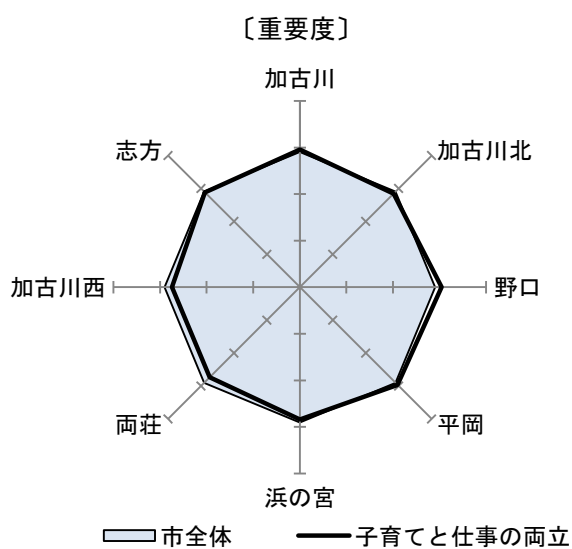 〔重要度〕
加古川
加古川北
野口
平岡
浜の宮
両荘
加古川西
志方
市全体
子育てと仕事の両立